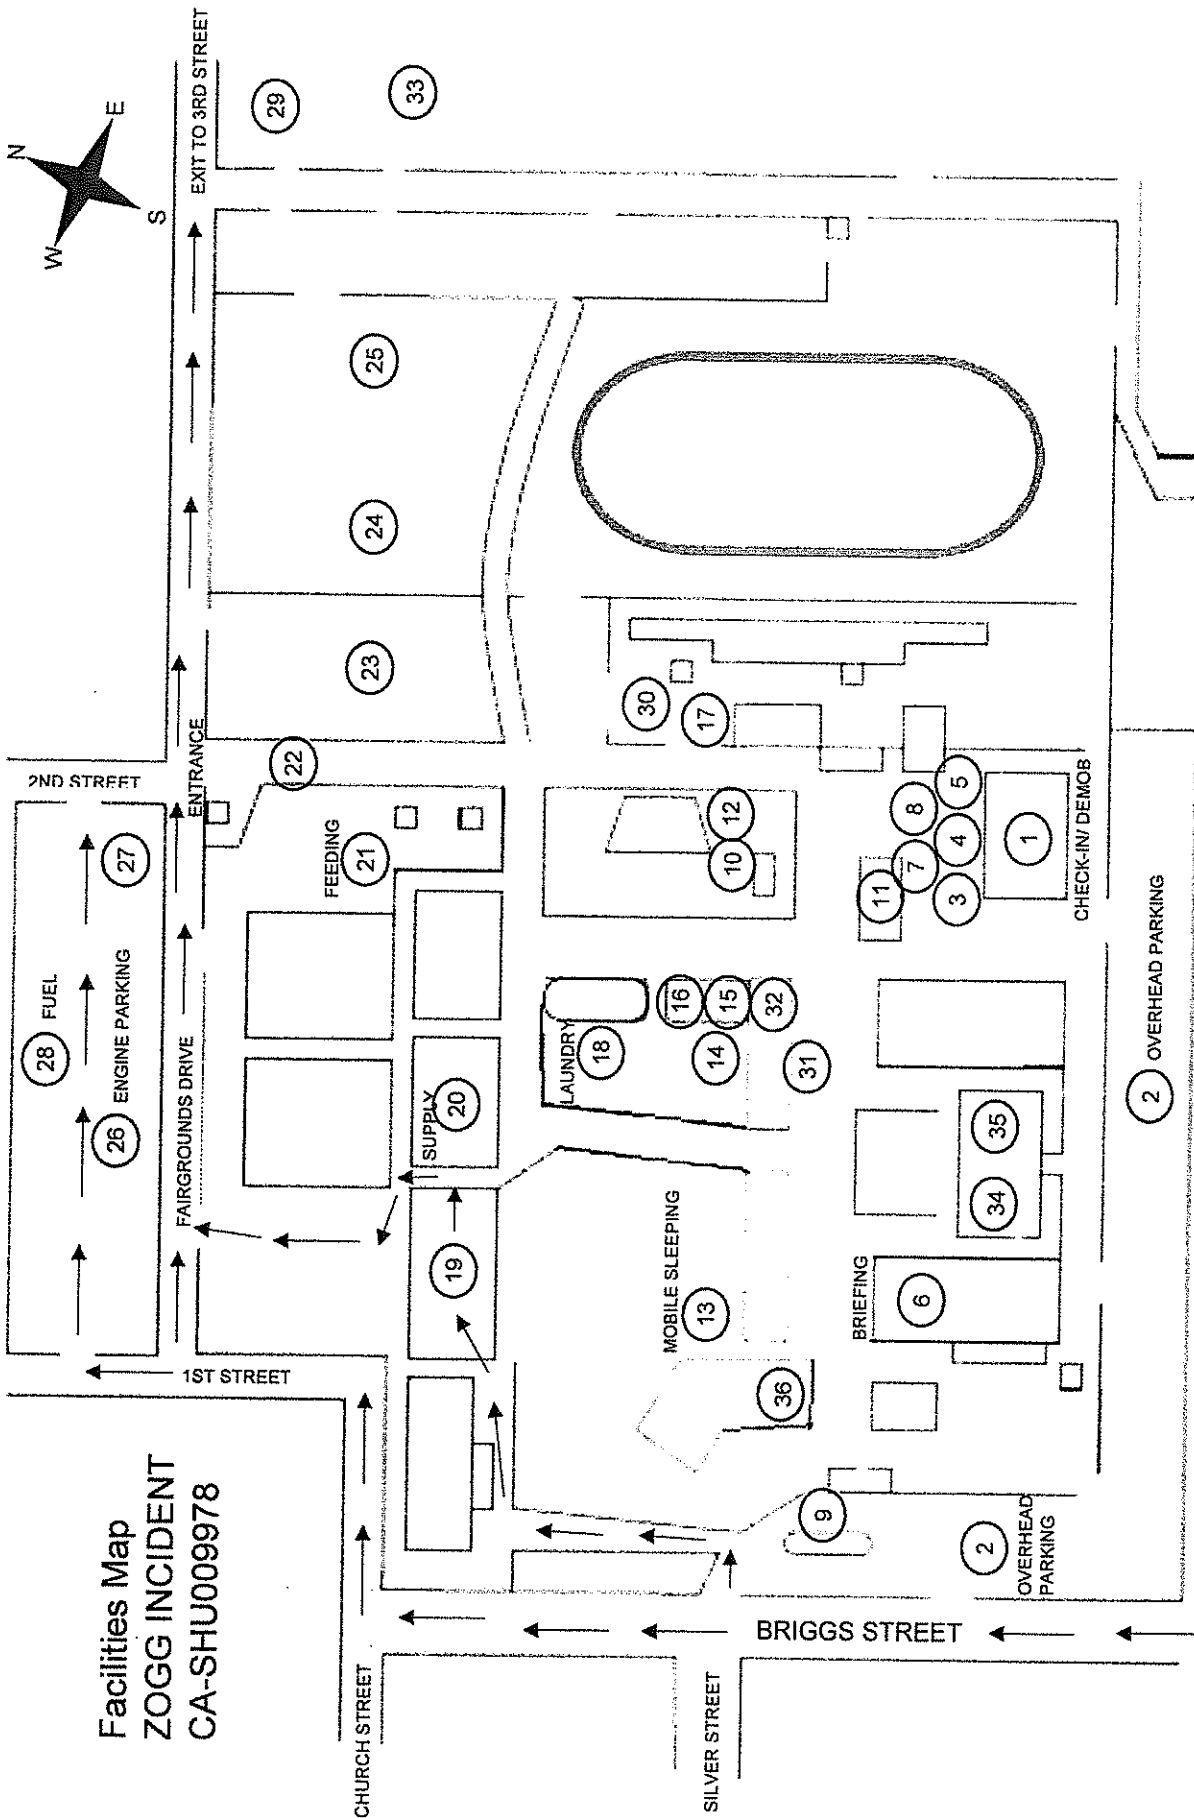 Facilities Map
ZOGG INCIDENT
CA-SHU009978
N
E
S
W
28
FUEL
26
ENGINE PARKING
27
2ND STREET
1ST STREET
FAIRGROUNDS DRIVE
ENTRANCE
EXIT TO 3RD STREET
29
33
22
FEEDING
21
23
24
25
CHURCH STREET
SUPPLY
20
19
LAUNDRY
18
16
15
32
14
31
MOBILE SLEEPING
13
36
30
17
12
10
SILVER STREET
BRIGGS STREET
9
BRIEFING
6
34
35
11
7
8
3
4
5
1
CHECK-IN/ DEMOB
2
OVERHEAD
PARKING
2
OVERHEAD PARKING